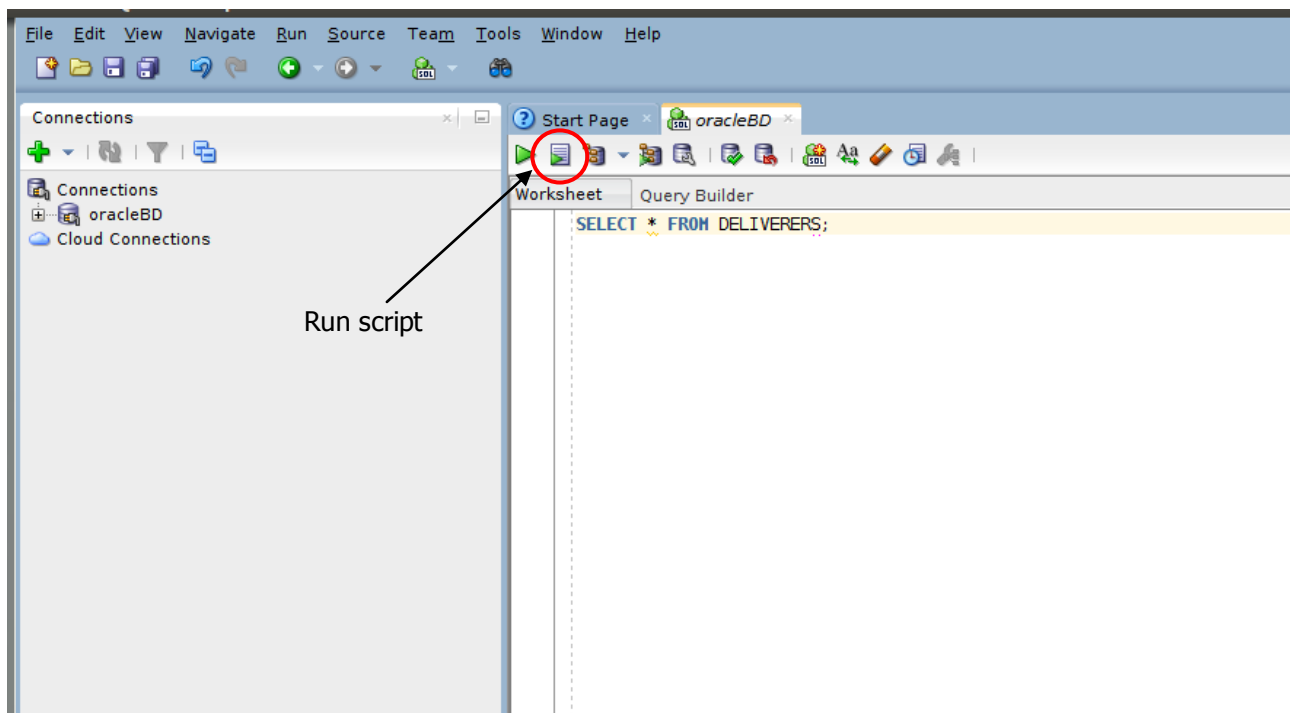 File Edit View Navigate Run Source Team Tools Window Help
Connections
Start Page
oracleBD
Worksheet
Query Builder
Connections
oracleBD
Cloud Connections
SELECT * FROM DELIVERERS;
Run script